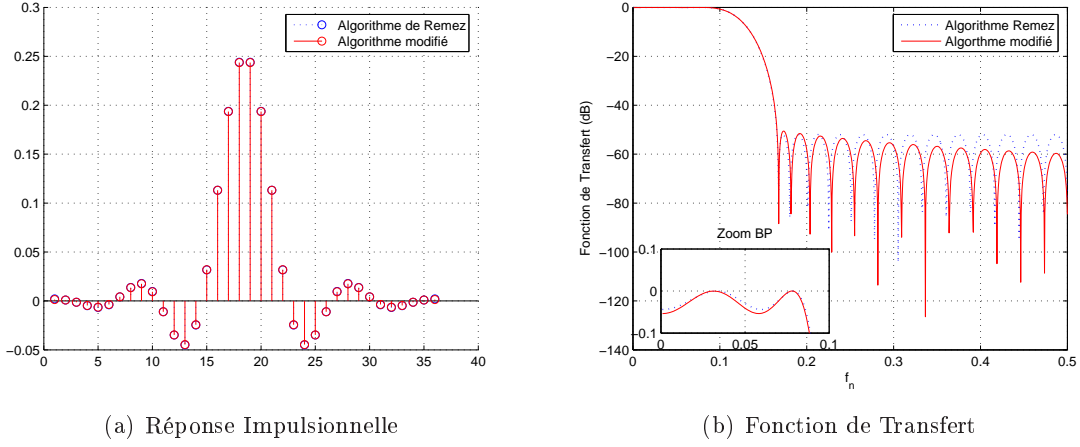 Algorithme de Remez
Algorithme modifié
0.3
0.25
0.2
0.15
0.1
0.05
0
−0.05
0 5 10 15 20 25 30 35 40
(a) Réponse Impulsionnelle
Algorithme Remez
Algorthme modifié
Fonction de Transfert (dB)
0
−20
−40
−60
−80
−100
−120
−140
Zoom BP
0.1
0
−0.1
0 0.05 0.1
0 0.1 0.2 0.3 0.4 0.5
f_n
(b) Fonction de Transfert